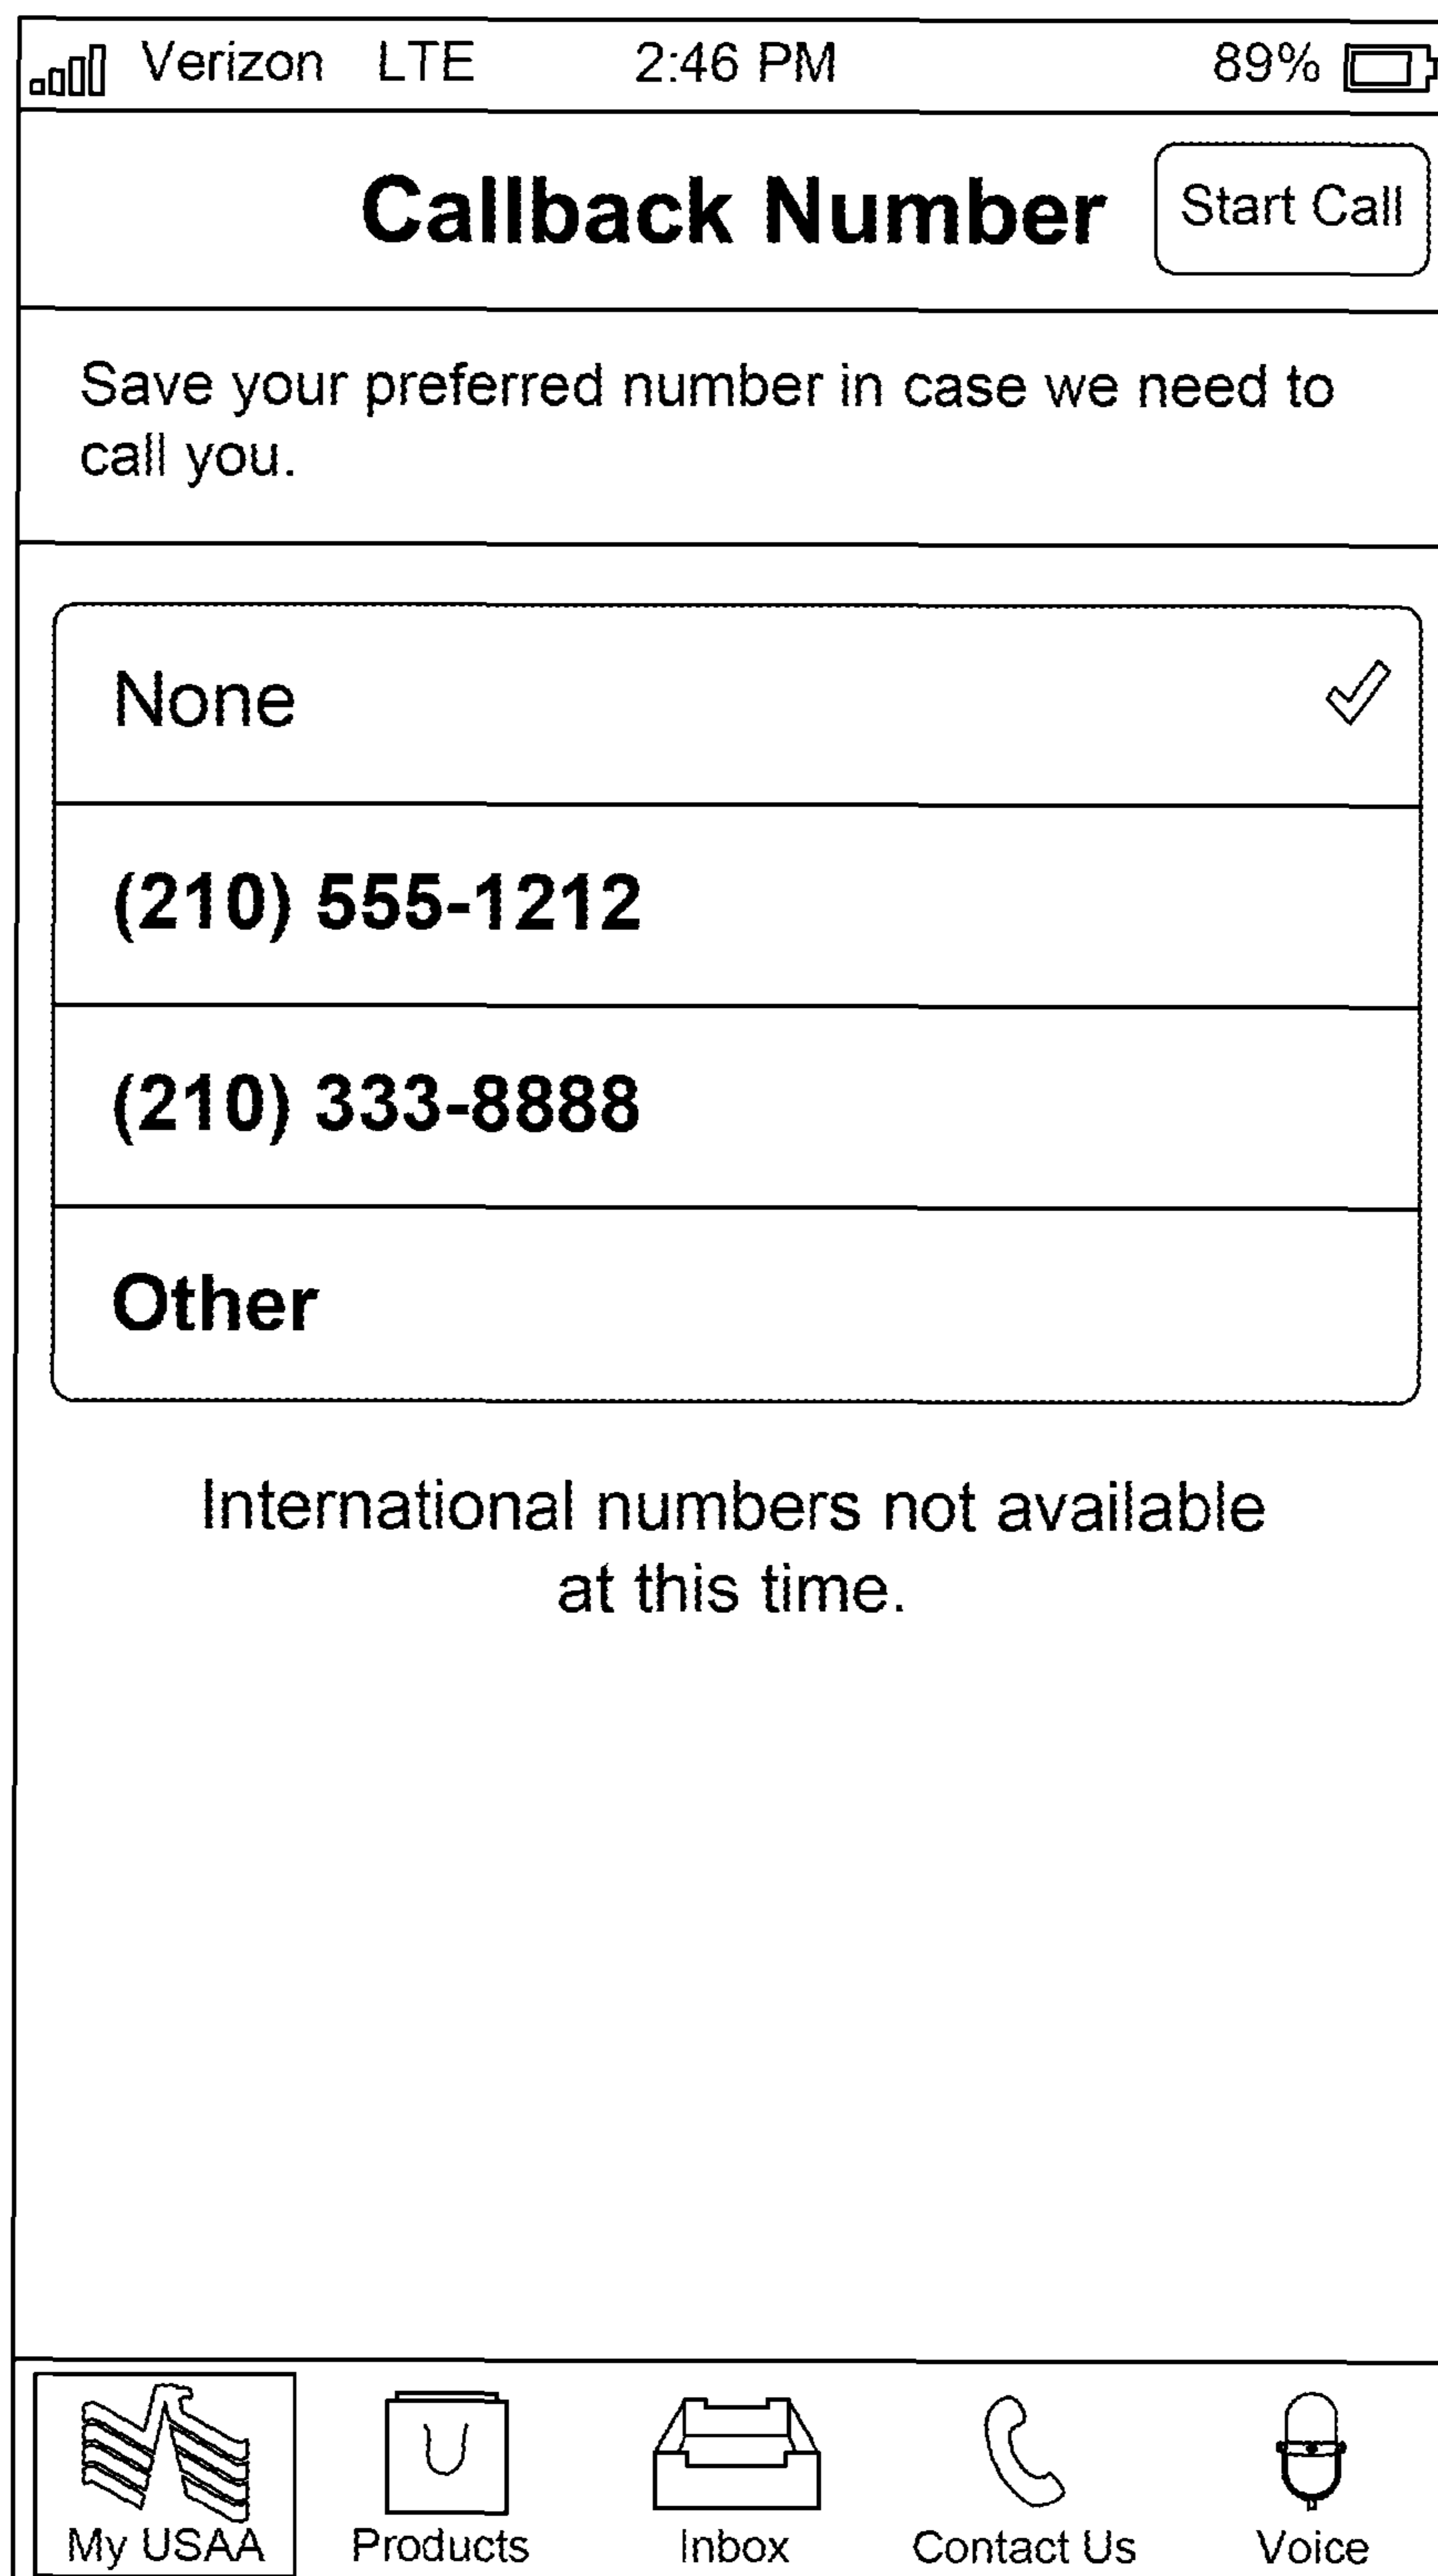 Verizon LTE 2:46 PM 89%
Callback Number Start Call
Save your preferred number in case we need to
call you.
None
(210) 555-1212
(210) 333-8888
Other
International numbers not available
at this time.
My USAA Products Inbox Contact Us Voice